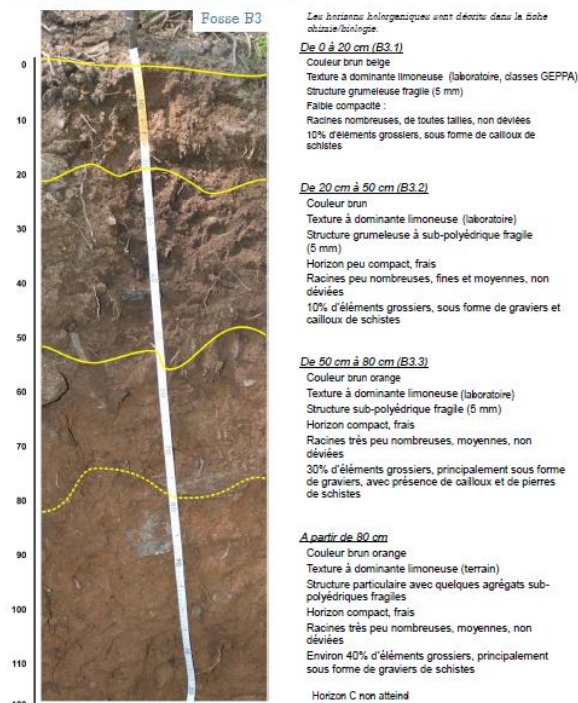 Fosse B3
0
10
20
30
40
50
60
70
80
90
100
110
Les horizons holorganiques sont décrits dans la fiche
chimie/biologie.
De 0 à 20 cm (B3.1)
Couleur brun beige
Texture à dominante limoneuse (laboratoire, classes GEPPA)
Structure grumeleuse fragile (5 mm)
Faible compacité :
Racines nombreuses, de toutes tailles, non déviées
10% d'éléments grossiers, sous forme de cailloux de
schistes
De 20 cm à 50 cm (B3.2)
Couleur brun
Texture à dominante limoneuse (laboratoire)
Structure grumeleuse à sub-polyédrique fragile
(5 mm)
Horizon peu compact, frais
Racines peu nombreuses, fines et moyennes, non
déviées
10% d'éléments grossiers, sous forme de graviers et
cailloux de schistes
De 50 cm à 80 cm (B3.3)
Couleur brun orange
Texture à dominante limoneuse (laboratoire)
Structure sub-polyédrique fragile (5 mm)
Horizon compact, frais
Racines très peu nombreuses, moyennes, non
déviées
30% d'éléments grossiers, principalement sous forme
de graviers, avec présence de cailloux et de pierres
de schistes
A partir de 80 cm
Couleur brun orange
Texture à dominante limoneuse (terrain)
Structure particulaire avec quelques agrégats sub-
polyédriques fragiles
Horizon compact, frais
Racines très peu nombreuses, moyennes, non
déviées
Environ 40% d'éléments grossiers, principalement
sous forme de graviers de schistes
Horizon C non atteind